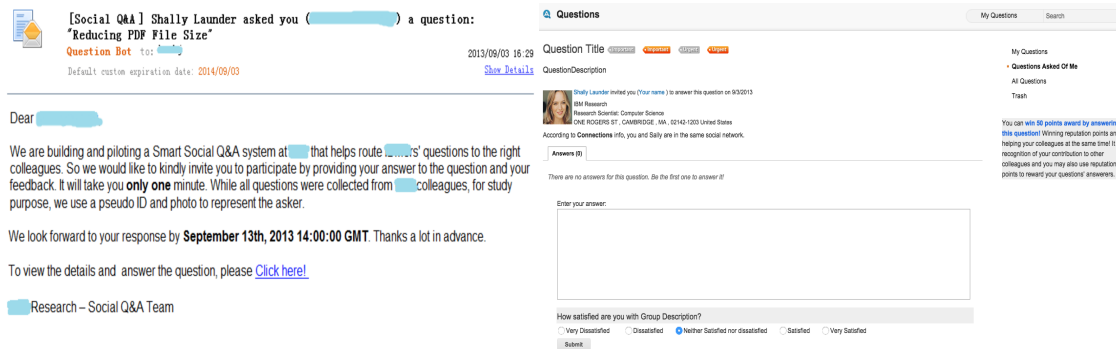 [Social Q&A] Shally Launder asked you ( ) a question:
"Reducing PDF File Size"
Question Bot to:
2013/09/03 16:29
Default custom expiration date: 2014/09/03
Show Details
Dear
We are building and piloting a Smart Social Q&A system at that helps route rs' questions to the right
colleagues. So we would like to kindly invite you to participate by providing your answer to the question and your
feedback. It will take you only one minute. While all questions were collected from colleagues, for study
purpose, we use a pseudo ID and photo to represent the asker.
We look forward to your response by September 13th, 2013 14:00:00 GMT. Thanks a lot in advance.
To view the details and answer the question, please Click here!
Research – Social Q&A Team
Questions
My Questions
Search
Question Title
Important
Urgent
Urgent
QuestionDescription
Shally Launder invited you (Your name ) to answer this question on 9/3/2013
IBM Research
Research Scientist: Computer Science
ONE ROGERS ST , CAMBRIDGE , MA , 02142-1203 United States
According to Connections info, you and Sally are in the same social network.
Answers (0)
There are no answers for this question. Be the first to answer it!
Enter your answer:
How satisfied are you with Group Description?
Very Dissatisfied
Dissatisfied
Neither Satisfied nor dissatisfied
Satisfied
Very Satisfied
Submit
My Questions
Questions Asked Of Me
All Questions
Trash
You can win 50 points award by answering
this question! Winning reputation points an
helping your colleagues at the same time! It
recognition of your contribution to other
colleagues and you may also use reputation
points to reward your questions' answerers.